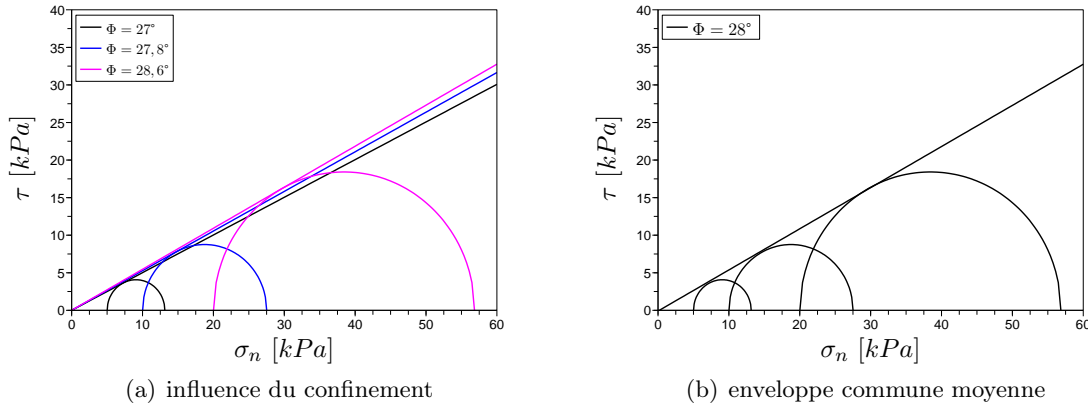 40
35
30
25
20
15
10
5
0
τ [kPa]
Φ = 27°
Φ = 27, 8°
Φ = 28, 6°
0 10 20 30 40 50 60
σn [kPa]
(a) influence du confinement
40
35
30
25
20
15
10
5
0
τ [kPa]
Φ = 28°
0 10 20 30 40 50 60
σn [kPa]
(b) enveloppe commune moyenne